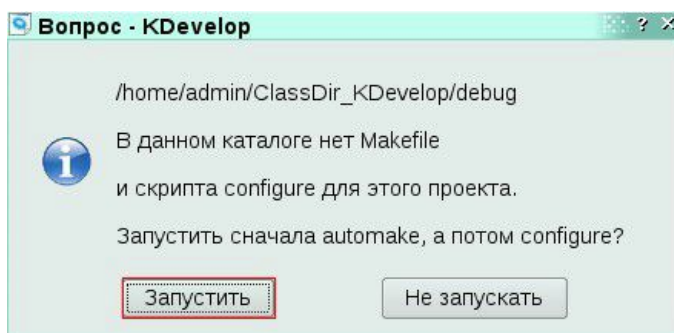 Вопрос - KDevelop
/home/admin/ClassDir_KDevelop/debug
В данном каталоге нет Makefile
и скрипта configure для этого проекта.
Запустить сначала automake, а потом configure?
Запустить Не запускать